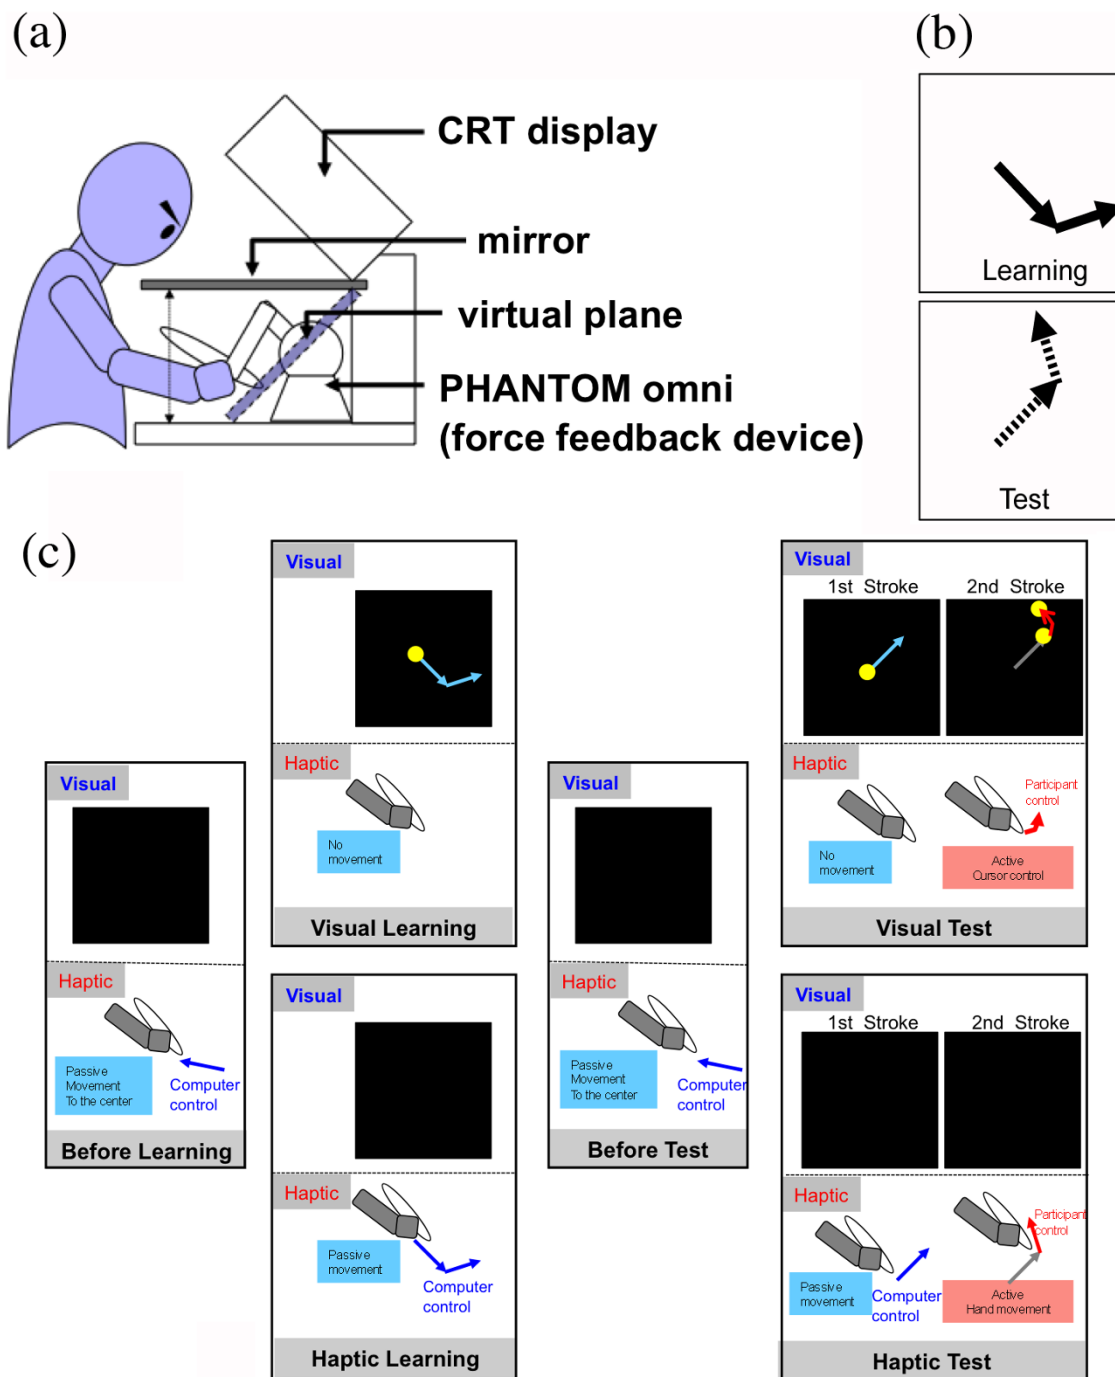 (a)
CRT display
mirror
virtual plane
PHANTOM omni
(force feedback device)
(b)
Learning
Test
(c)
Visual
Haptic
Passive
Movement
To the center
Computer
control
Before Learning
Visual
Haptic
No
movement
Visual Learning
Visual
Haptic
Passive
movement
Computer
control
Haptic Learning
Visual
Haptic
Passive
Movement
To the center
Computer
control
Before Test
Visual
1st Stroke
2nd Stroke
Haptic
No
movement
Participant
control
Active
Cursor control
Visual Test
Visual
1st Stroke
2nd Stroke
Haptic
Passive
movement
Computer
control
Participant
control
Active
Hand movement
Haptic Test